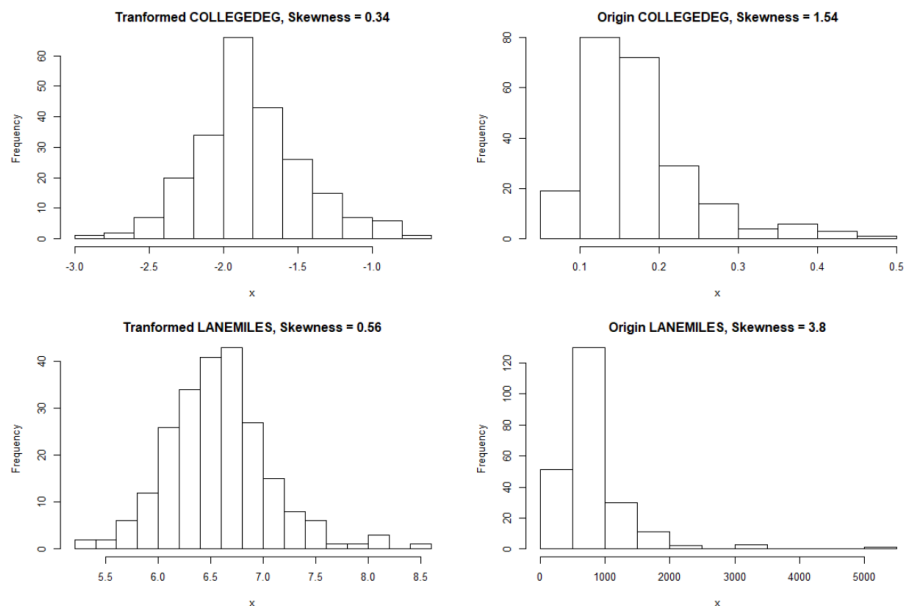 Tranformed COLLEGEDEG, Skewness = 0.34
Frequency
0 10 20 30 40 50 60
-3.0 -2.5 -2.0 -1.5 -1.0
x
Origin COLLEGEDEG, Skewness = 1.54
Frequency
0 20 40 60 80
0.1 0.2 0.3 0.4 0.5
x
Tranformed LANEMILES, Skewness = 0.56
Frequency
0 10 20 30 40
5.5 6.0 6.5 7.0 7.5 8.0 8.5
x
Origin LANEMILES, Skewness = 3.8
Frequency
0 20 40 60 80 100 120
0 1000 2000 3000 4000 5000
x